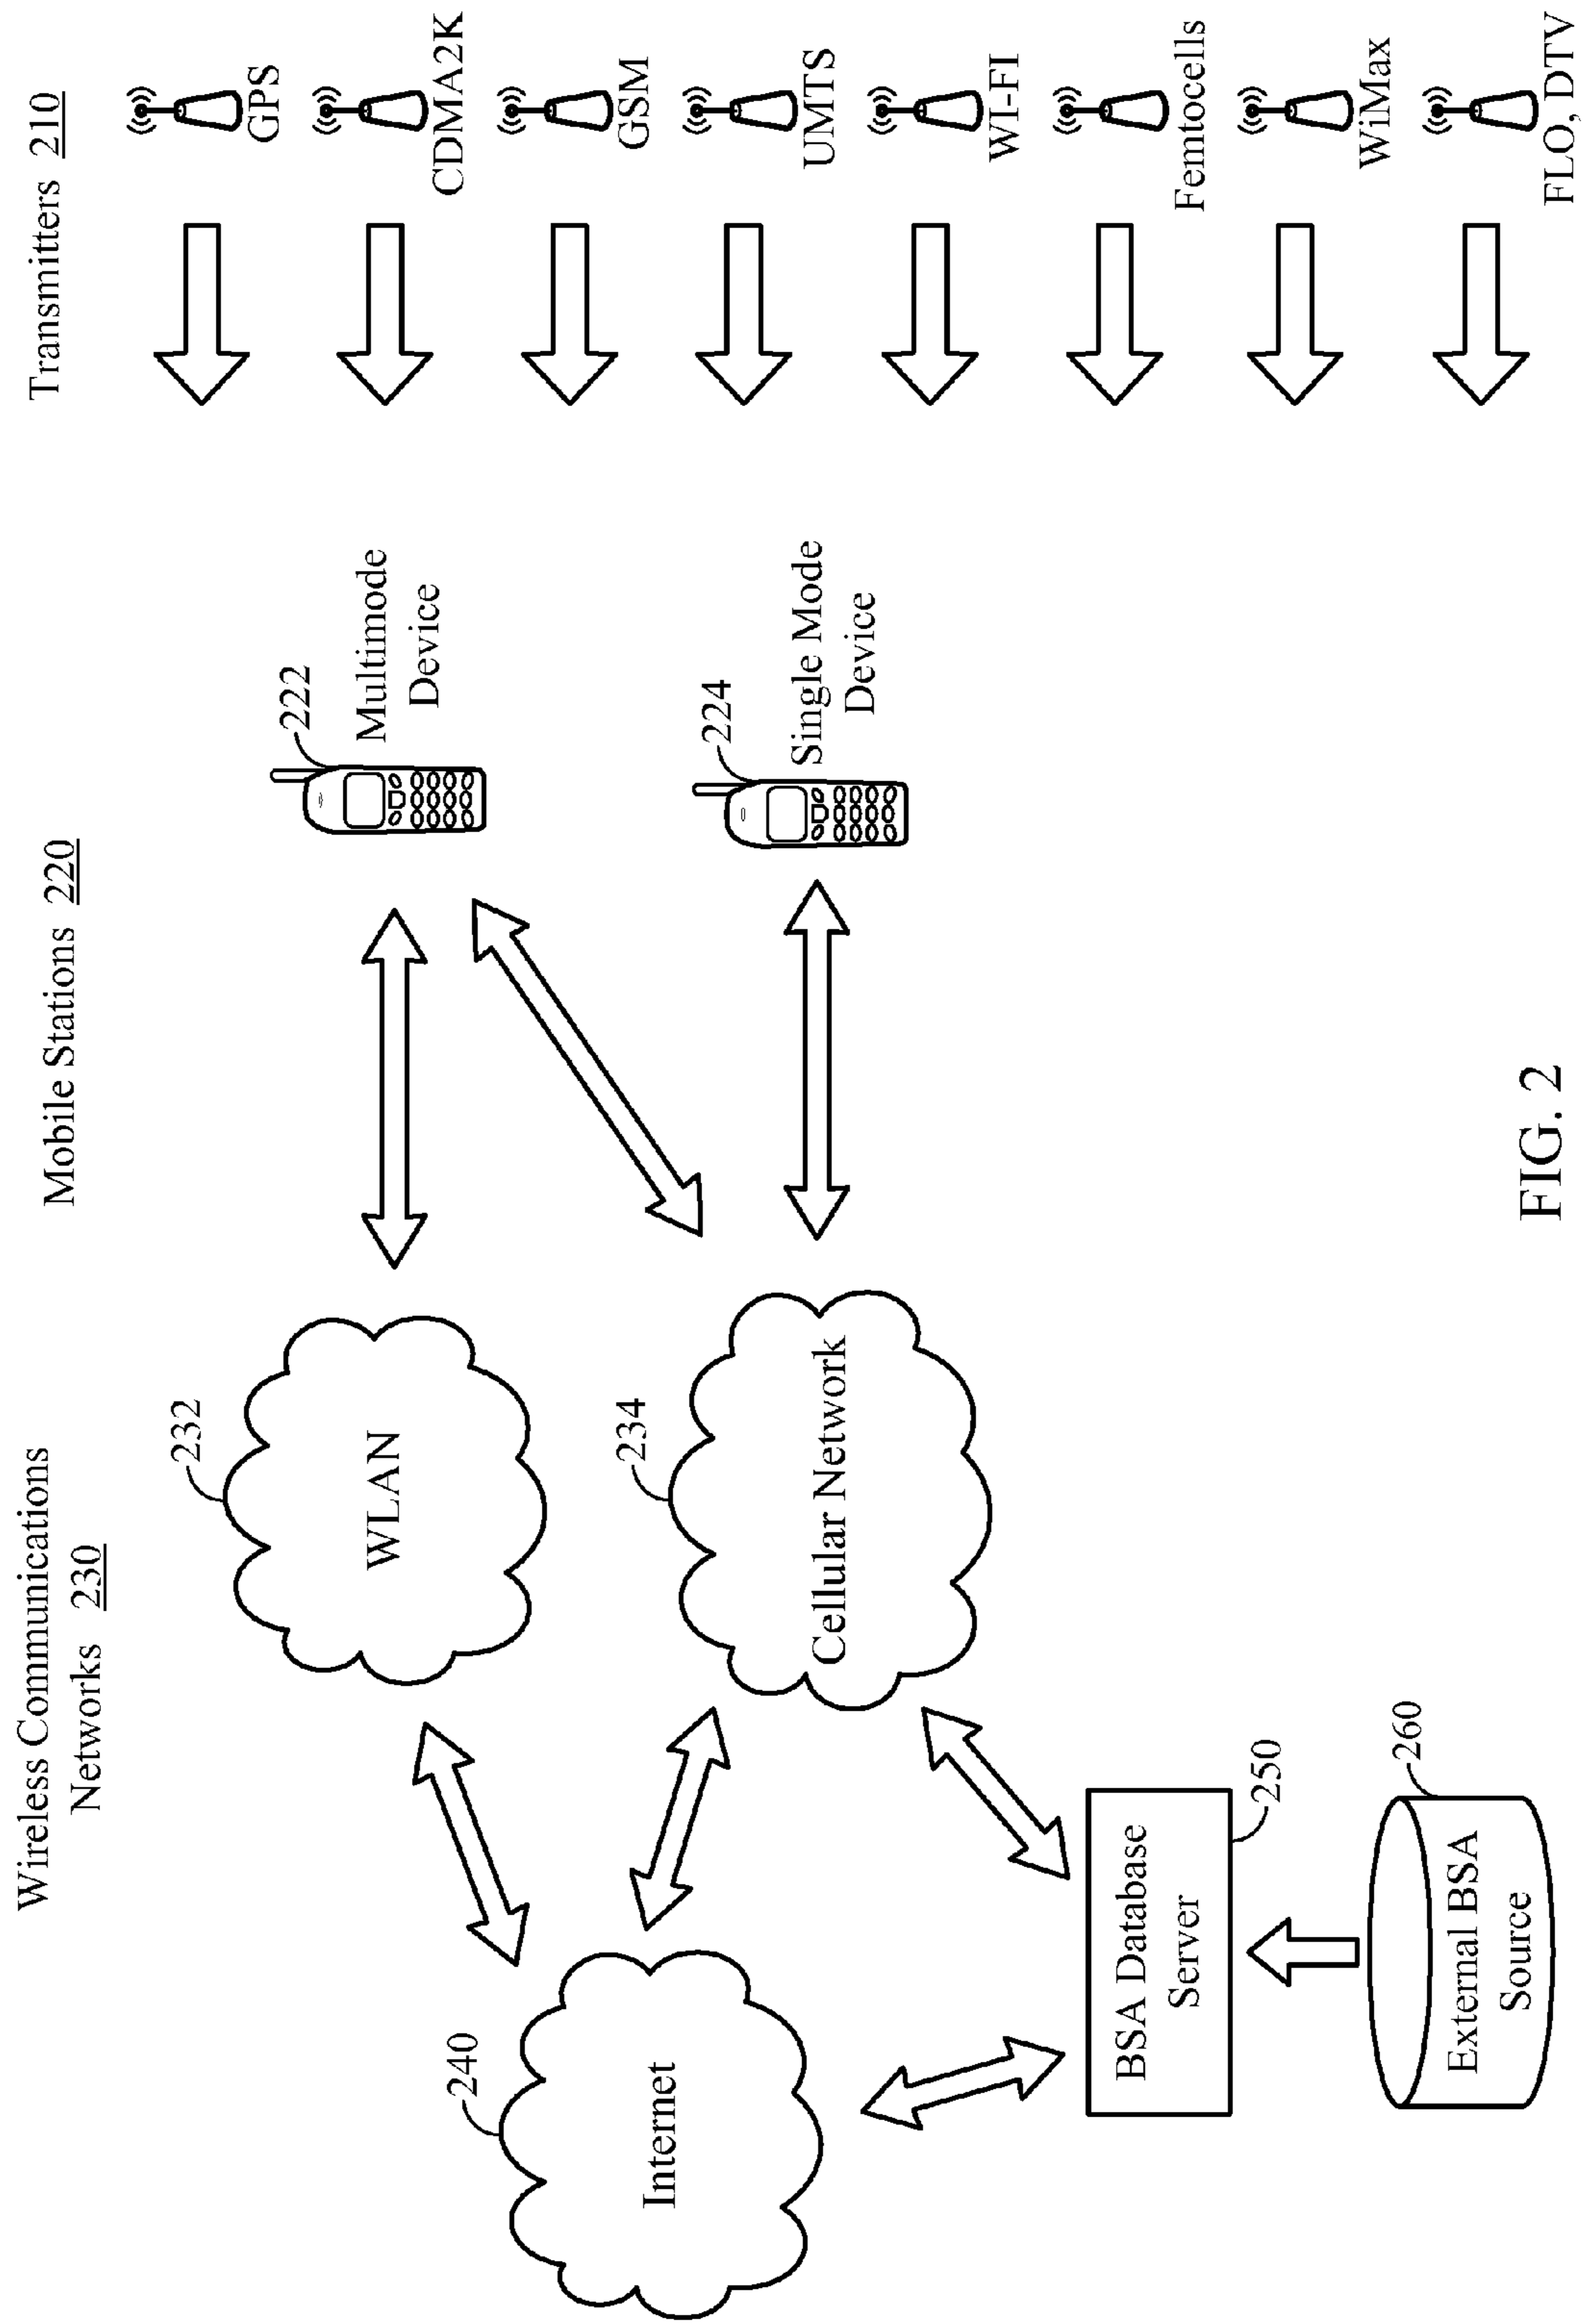 Wireless Communications
Networks 230
Mobile Stations 220
Transmitters 210
232
WLAN
234
Cellular Network
240
Internet
222
Multimode
Device
224
Single Mode
Device
GPS
CDMA2K
GSM
UMTS
WI-FI
Femtocells
WiMax
FLO, DTV
BSA Database
Server
250
External BSA
Source
260
FIG. 2